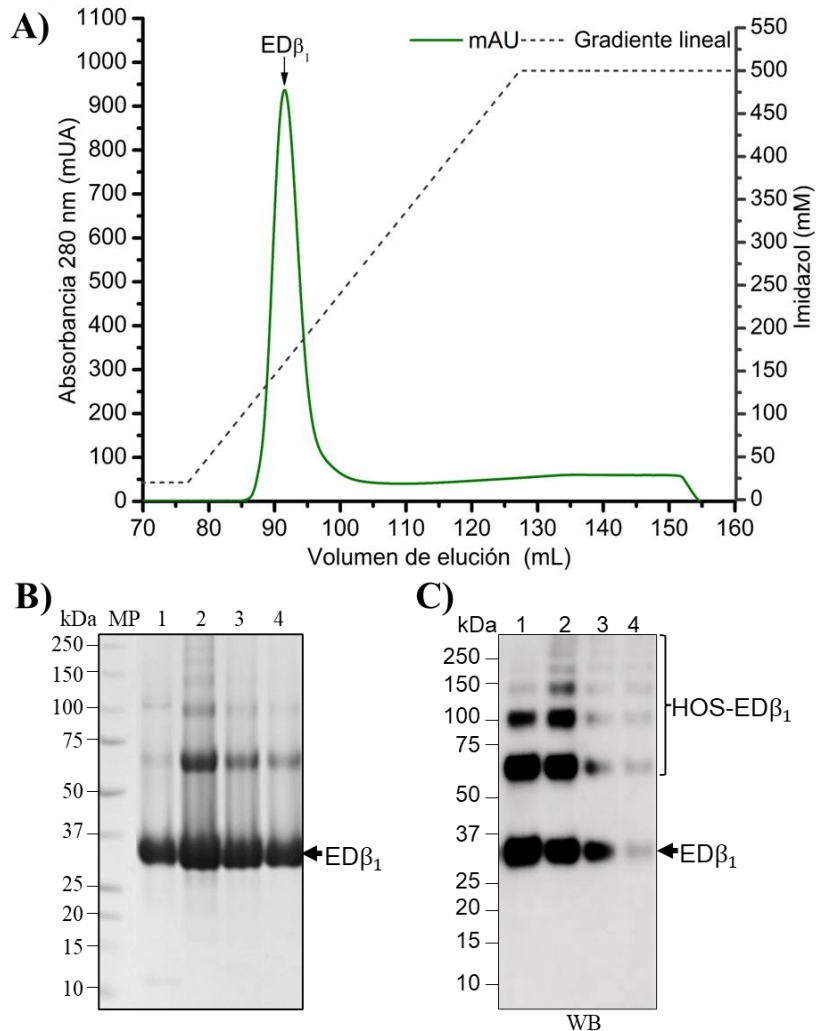 A)
EDβ₁
mAU
Gradiente lineal
Absorbancia 280 nm (mUA)
1100
1000
900
800
700
600
500
400
300
200
100
0
550
500
450
400
350
300
250
200
150
100
50
0
Imidazol (mM)
70 80 90 100 110 120 130 140 150 160
Volumen de elución (mL)
B)
kDa MP 1 2 3 4
250
150
100
75
50
37
25
20
15
10
EDβ₁
C)
kDa 1 2 3 4
250
150
100
75
50
37
25
20
15
10
HOS-EDβ₁
EDβ₁
WB